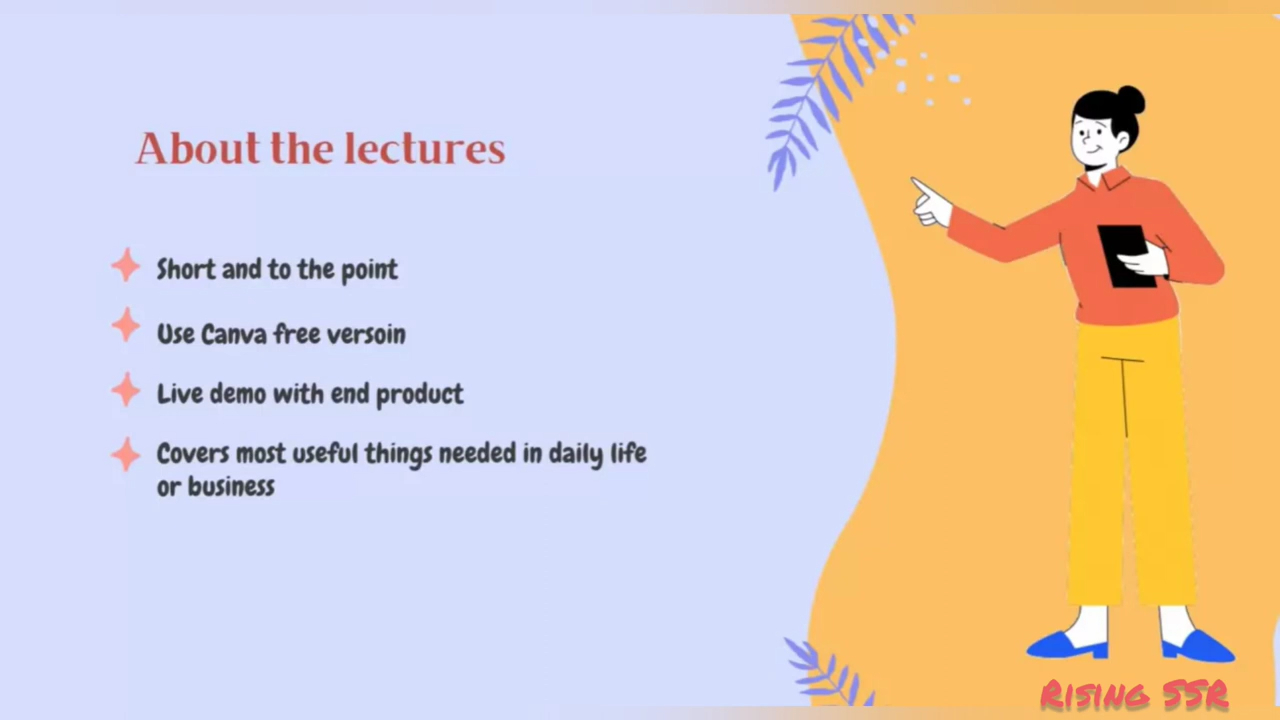 About the lectures
Short and to the point
Use Canva free versoin
Live demo with end product
Covers most useful things needed in daily life
or business
Rising SSR